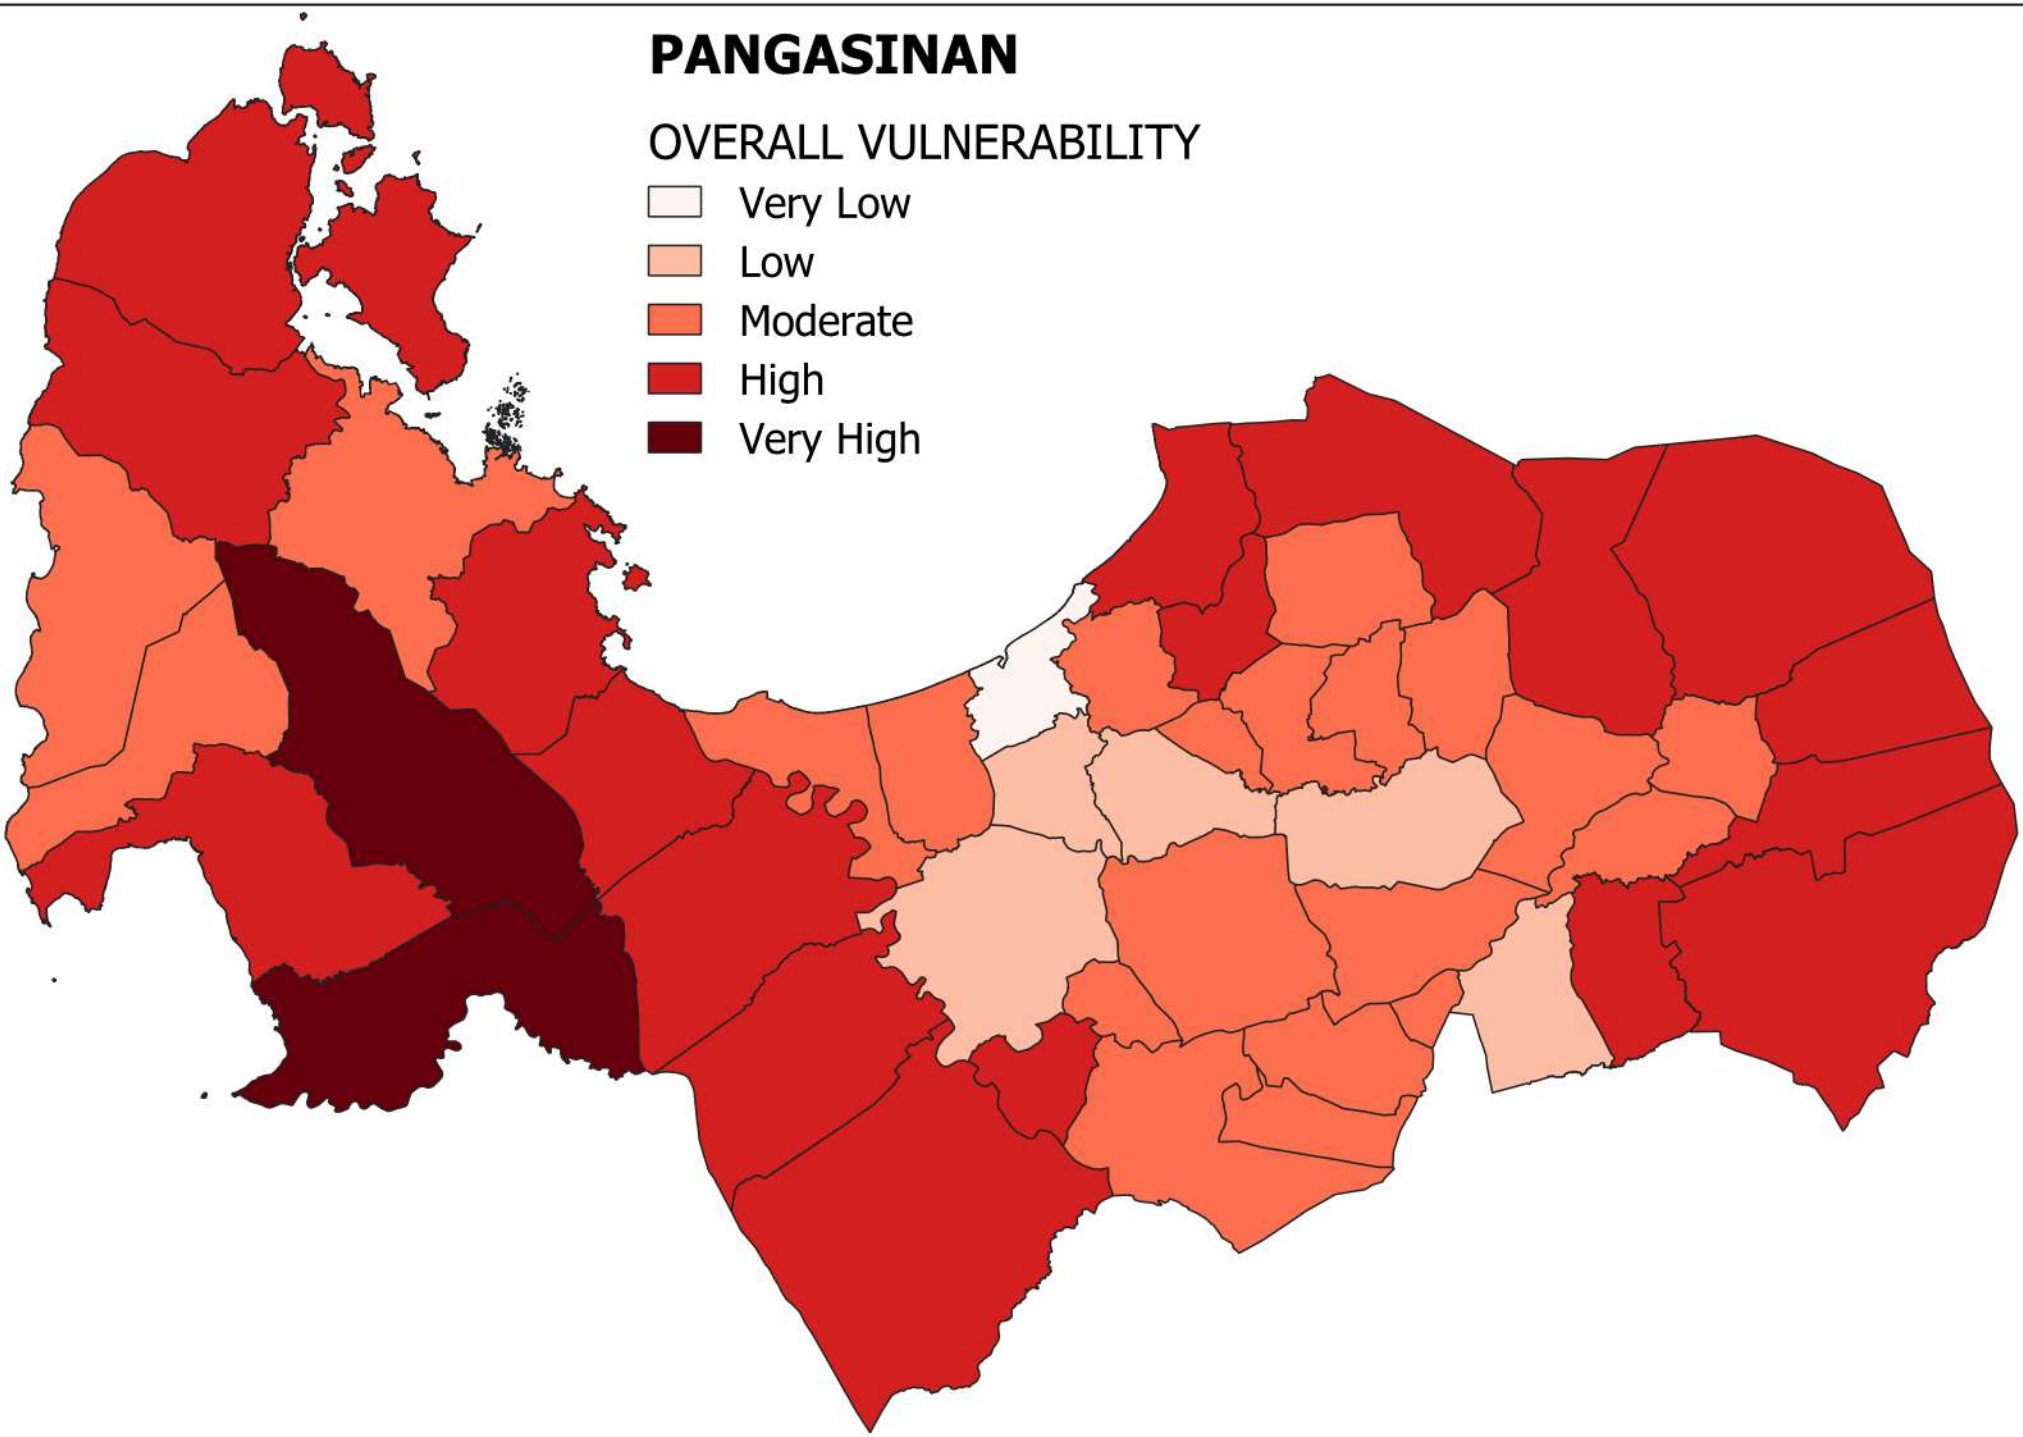 PANGASINAN
OVERALL VULNERABILITY
Very Low
Low
Moderate
High
Very High